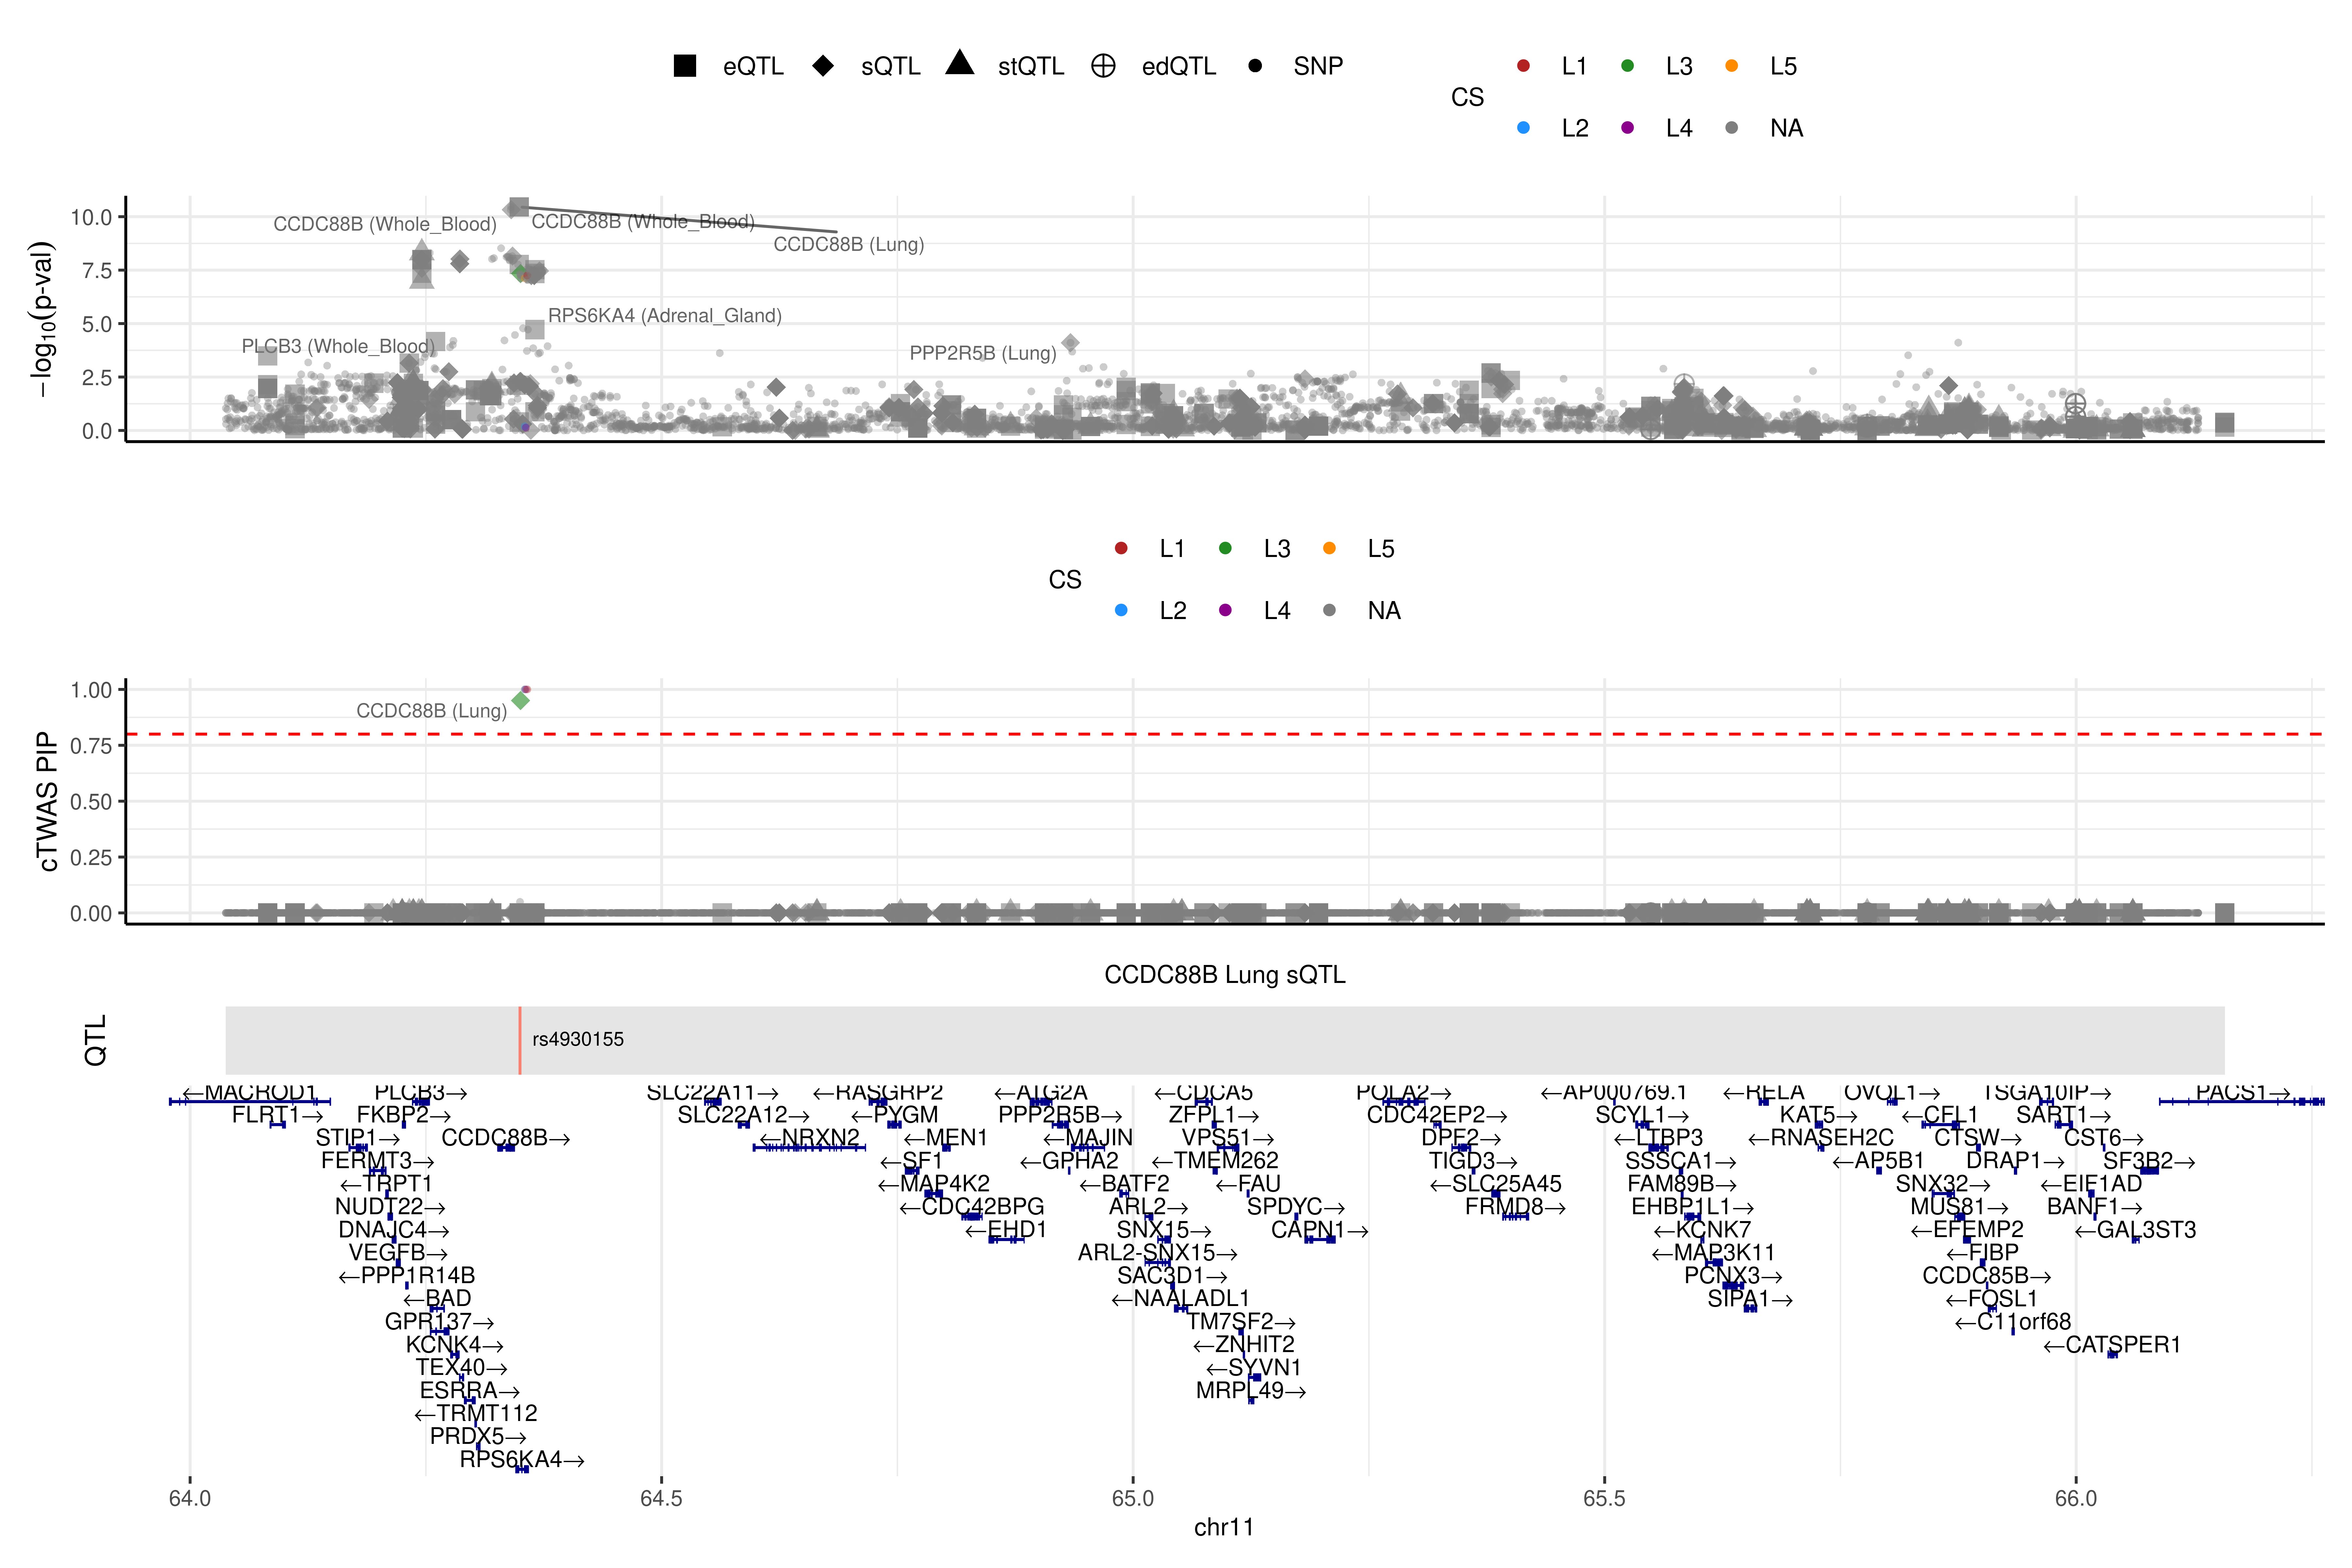 eQTL sQTL stQTL edQTL SNP
CS L1 L3 L5
L2 L4 NA
−log10(p-val)
10.0
7.5
5.0
2.5
0.0
CCDC88B (Whole_Blood)
CCDC88B (Whole_Blood)
CCDC88B (Lung)
RPS6KA4 (Adrenal_Gland)
PLCB3 (Whole_Blood)
PPP2R5B (Lung)
CS L1 L3 L5
L2 L4 NA
cTWAS PIP
1.00
0.75
0.50
0.25
0.00
CCDC88B (Lung)
CCDC88B Lung sQTL
QTL
rs4930155
←MACROD1 PLCB3→ SLC22A11→ ←RASGRP2 ←ATG2A ←CDCA5 POLA2→ ←AP000769.1 ←RELA OVOL1→ TSGA10IP→ PACS1→
FLRT1→ FKBP2→ SLC22A12→ ←PYGM PPP2R5B→ ZFPL1→ CDC42EP2→ SCYL1→ KAT5→ ←CFL1 SART1→
STIP1→ CCDC88B→ ←NRXN2 ←MEN1 ←MAJIN VPS51→ DPF2→ ←LTBP3 ←RNASEH2C CTSW→ CST6→
FERMT3→ ←SF1 ←GPHA2 ←TMEM262 TIGD3→ SSSCA1→ ←AP5B1 DRAP1→ SF3B2→
←TRPT1 ←MAP4K2 ←BATF2 ←FAU ←SLC25A45 FAM89B→ SNX32→ ←EIF1AD
NUDT22→ ←CDC42BPG ARL2→ SPDYC→ FRMD8→ EHBP1L1→ MUS81→ BANF1→
DNAJC4→ ←EHD1 SNX15→ CAPN1→ ←KCNK7 ←EFEMP2 ←GAL3ST3
VEGFB→ ARL2-SNX15→ ←MAP3K11 ←FIBP
←PPP1R14B SAC3D1→ PCNX3→ CCDC85B→
←BAD ←NAALADL1 SIPA1→ ←FOSL1
GPR137→ TM7SF2→ ←C11orf68
KCNK4→ ←ZNHIT2 ←CATSPER1
TEX40→ ←SYVN1
ESRRA→ MRPL49→
←TRMT112
PRDX5→
RPS6KA4→
64.0 64.5 65.0 65.5 66.0
chr11